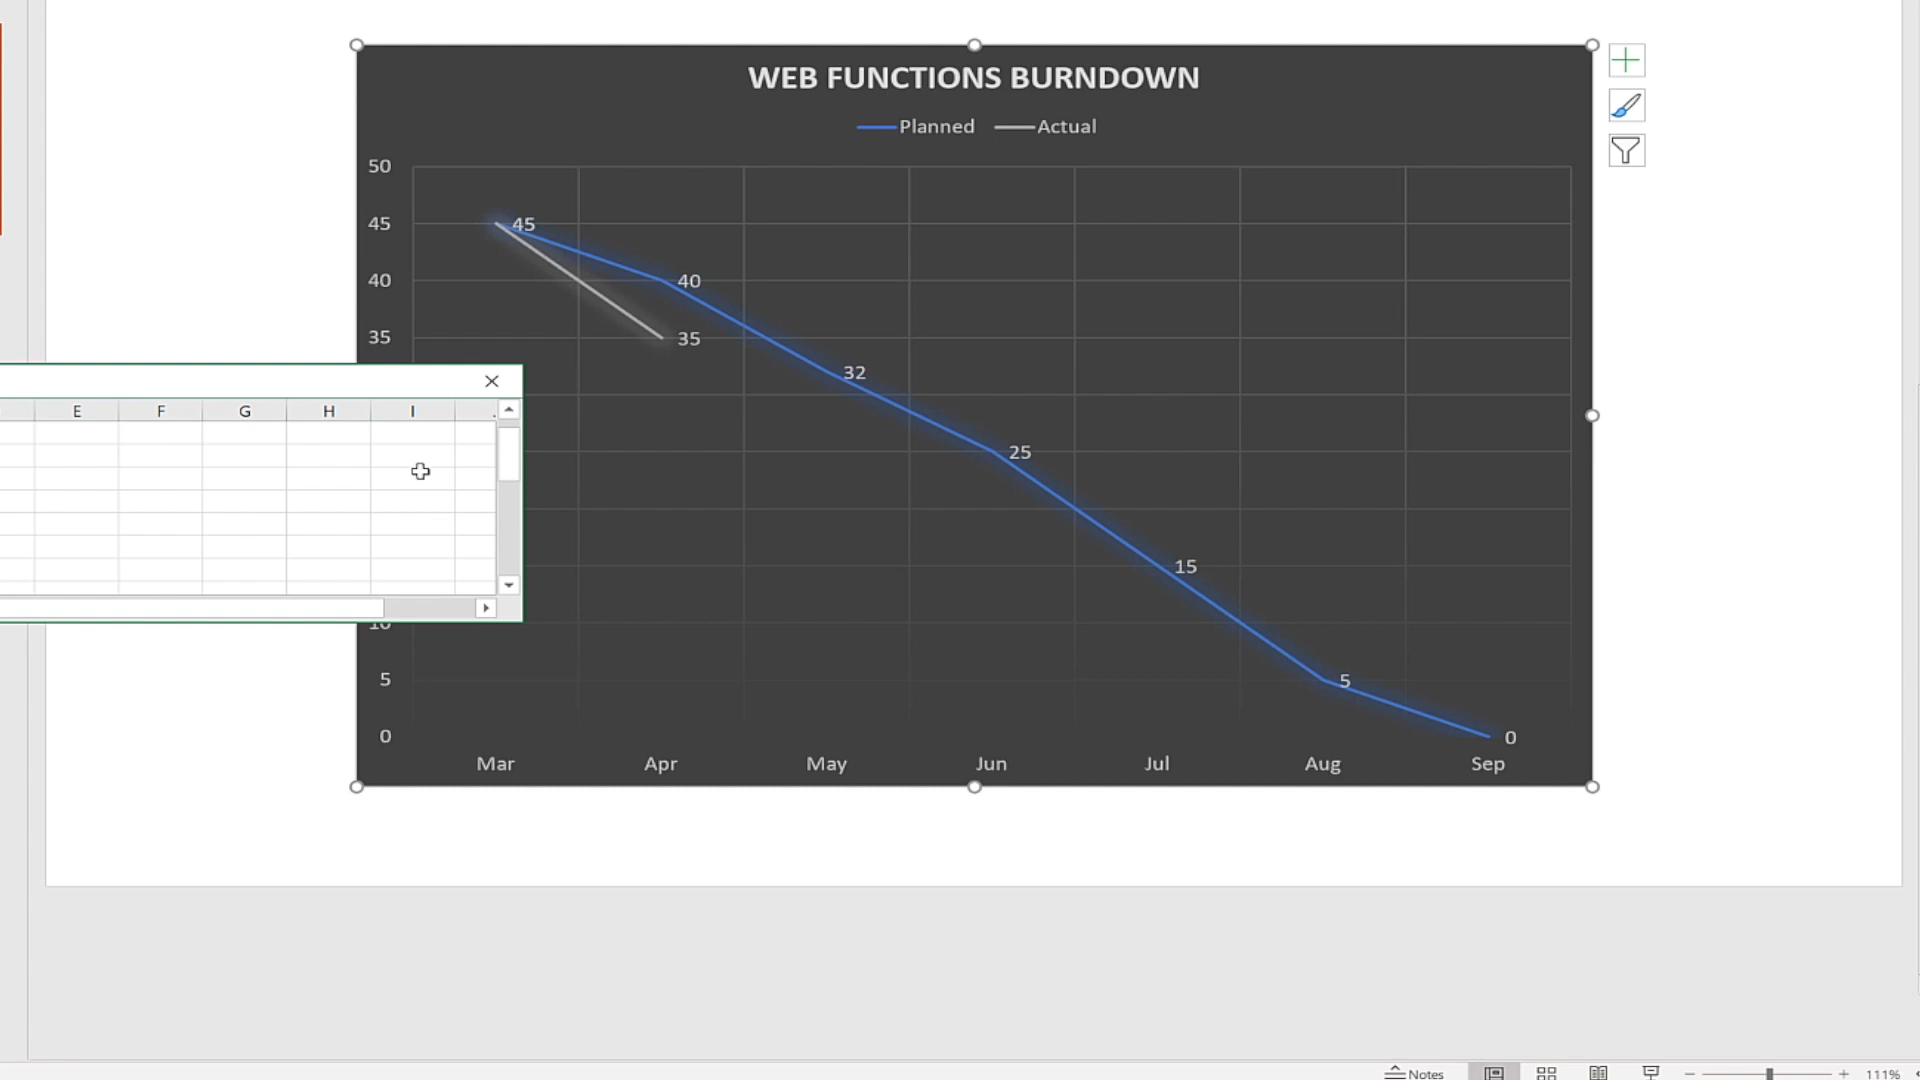 WEB FUNCTIONS BURNDOWN
Planned Actual
50
45 45
40 40
35 35
32
E F G H I
25
15
5 5
0 0
Mar Apr May Jun Jul Aug Sep
Notes 111%